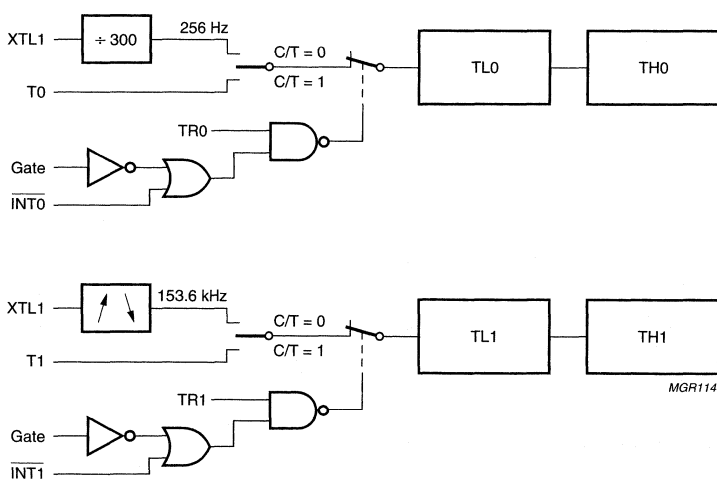 XTL1
÷ 300
256 Hz
C/T = 0
C/T = 1
T0
TL0
TH0
TR0
Gate
INT0
XTL1
153.6 kHz
C/T = 0
C/T = 1
T1
TL1
TH1
MGR114
TR1
Gate
INT1